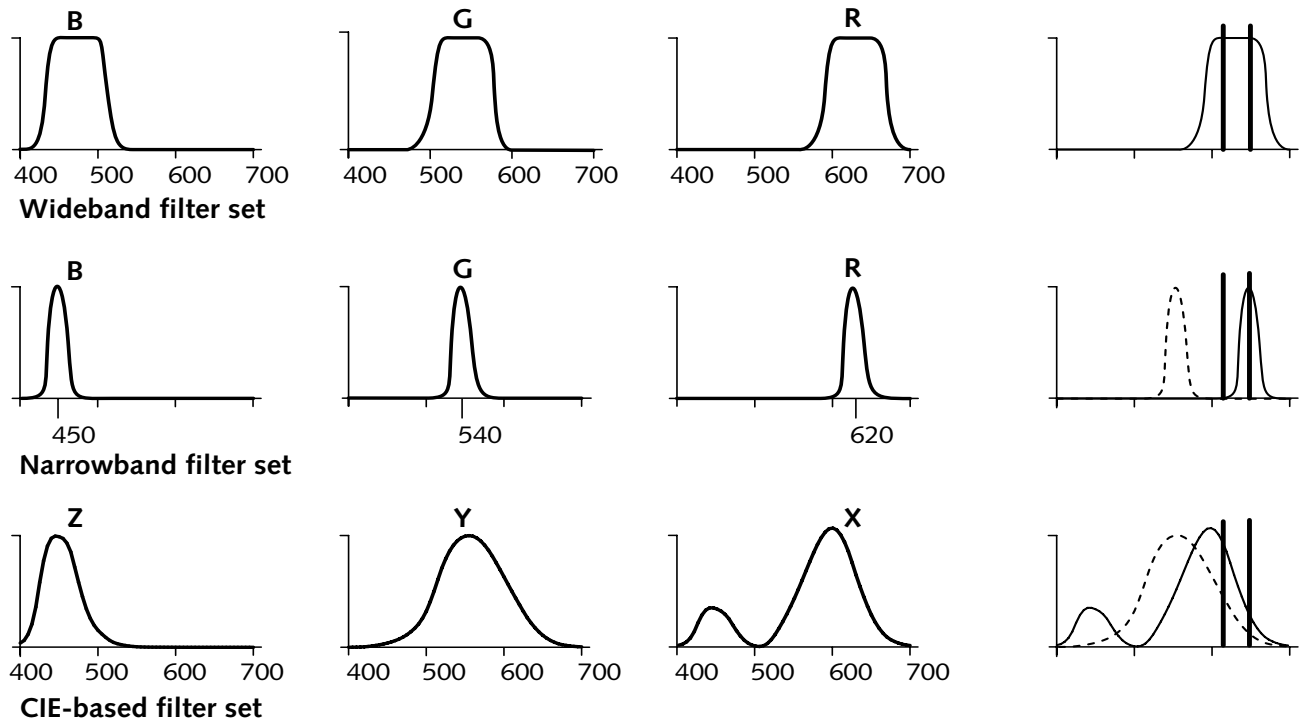 B G R
400 500 600 700 400 500 600 700 400 500 600 700
Wideband filter set
B G R
450 540 620
Narrowband filter set
Z Y X
400 500 600 700 400 500 600 700 400 500 600 700
CIE-based filter set